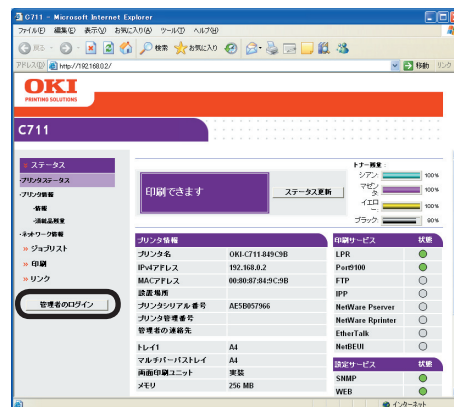 C711 - Microsoft Internet Explorer
ファイル(F) 編集(E) 表示(V) お気に入り(A) ツール(T) ヘルプ(H)
戻る 検索 お気に入り
アドレス(D) http://192.168.0.2/ 移動 リンク
OKI
PRINTING SOLUTIONS
C711
ステータス
・プリンタステータス
・プリンタ情報
-情報
-消耗品残量
・ネットワーク情報
» ジョブリスト
» 印刷
» リンク
管理者のログイン
印刷できます
ステータス更新
トナー残量:
シアン: 100%
マゼンタ: 100%
イエロー: 100%
ブラック: 90%
プリンタ情報
プリンタ名 OKI-C711-849C9B
IPv4アドレス 192.168.0.2
MACアドレス 00:80:87:84:9C:9B
設置場所
プリンタシリアル番号 AE5B057966
プリンタ管理番号
管理者の連絡先
トレイ1 A4
マルチパーパストレイ A4
両面印刷ユニット 実装
メモリ 256 MB
印刷サービス 状態
LPR
Port9100
FTP
IPP
NetWare Pserver
NetWare Rprinter
EtherTalk
NetBEUI
設定サービス 状態
SNMP
WEB
インターネット